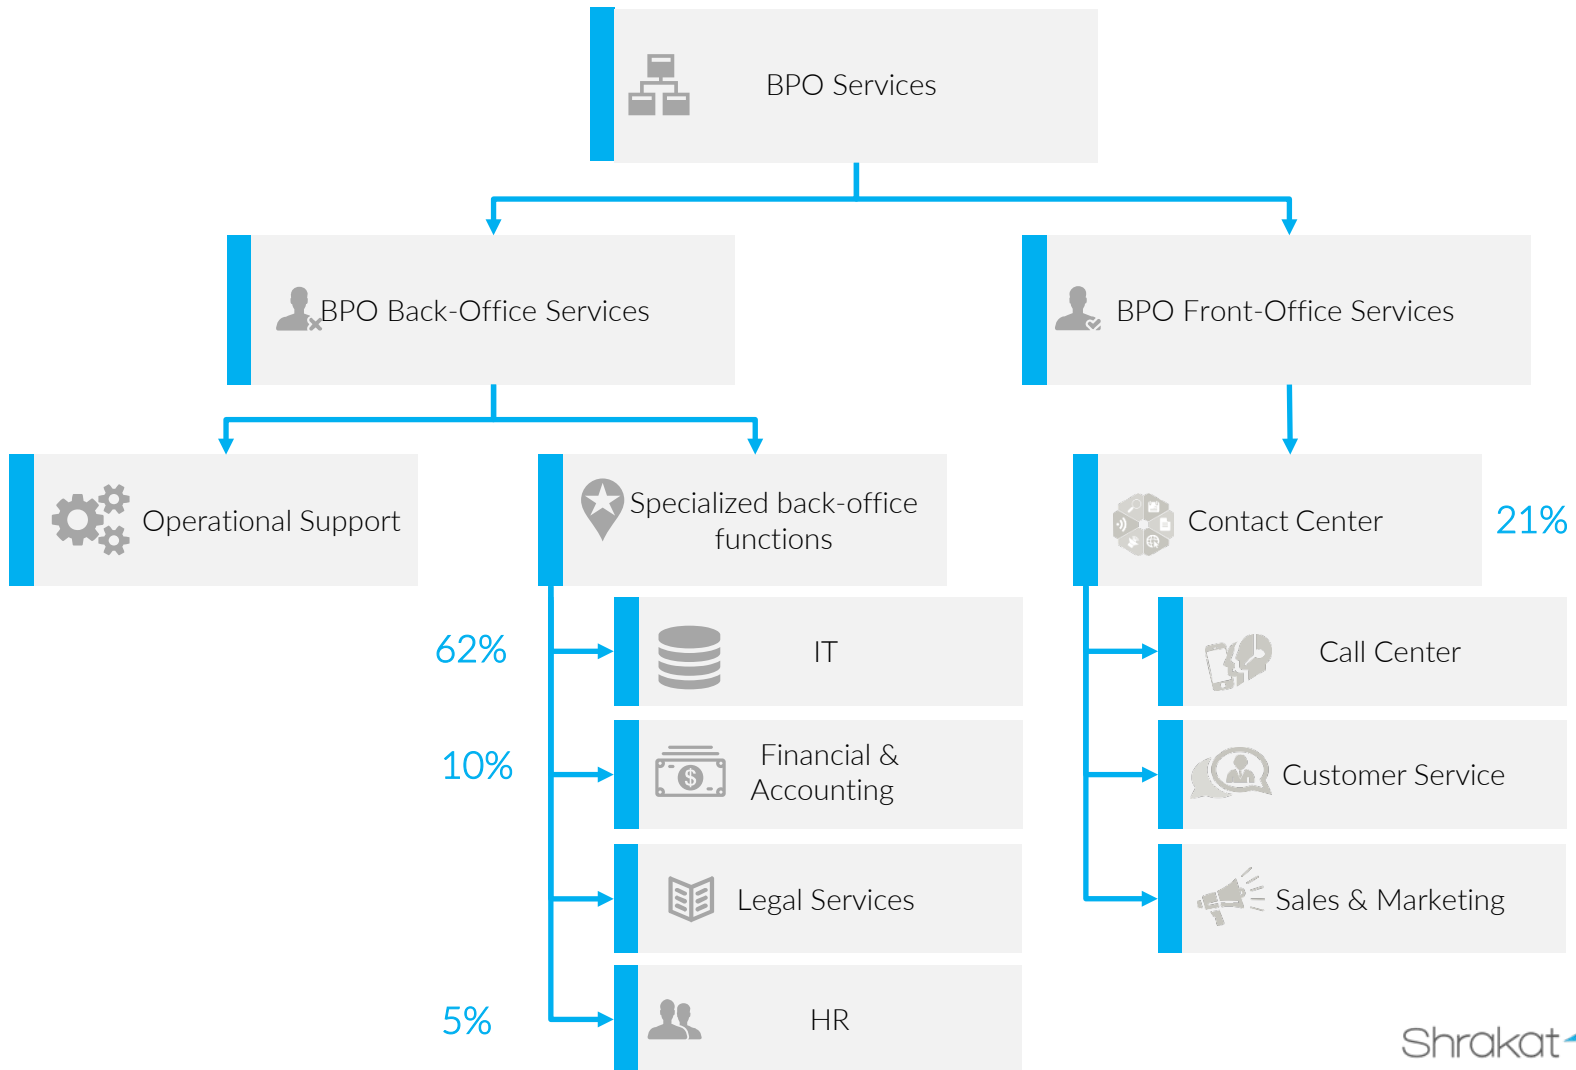 BPO Services
BPO Back-Office Services
BPO Front-Office Services
Operational Support
Specialized back-office
functions
Contact Center
21%
62%
IT
Call Center
10%
Financial &
Accounting
Customer Service
Legal Services
Sales & Marketing
5%
HR
Shrakat